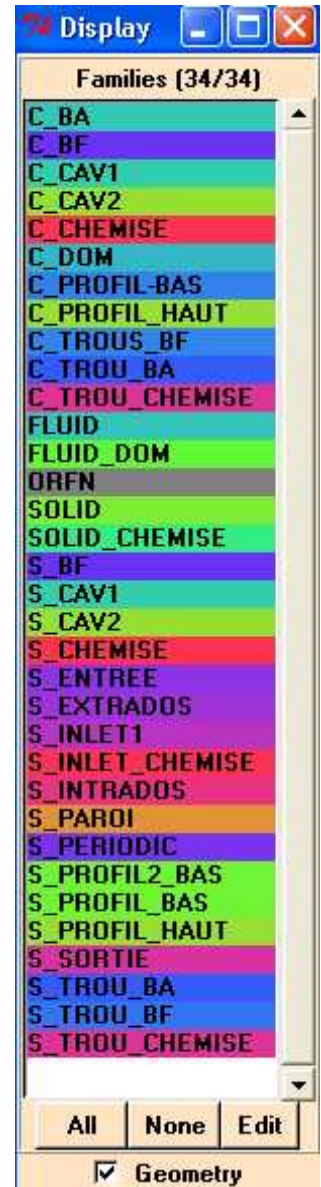 Display
Families (34/34)
C_BA
C_BF
C_CAV1
C_CAV2
C_CHEMISE
C_DOM
C_PROFIL-BAS
C_PROFIL_HAUT
C_TROUS_BF
C_TROU_BA
C_TROU_CHEMISE
FLUID
FLUID_DOM
ORFN
SOLID
SOLID_CHEMISE
S_BF
S_CAV1
S_CAV2
S_CHEMISE
S_ENTREE
S_EXTRADOS
S_INLET1
S_INLET_CHEMISE
S_INTRADOS
S_PAROI
S_PERIODIC
S_PROFIL2_BAS
S_PROFIL_BAS
S_PROFIL_HAUT
S_SORTIE
S_TROU_BA
S_TROU_BF
S_TROU_CHEMISE
All None Edit
Geometry